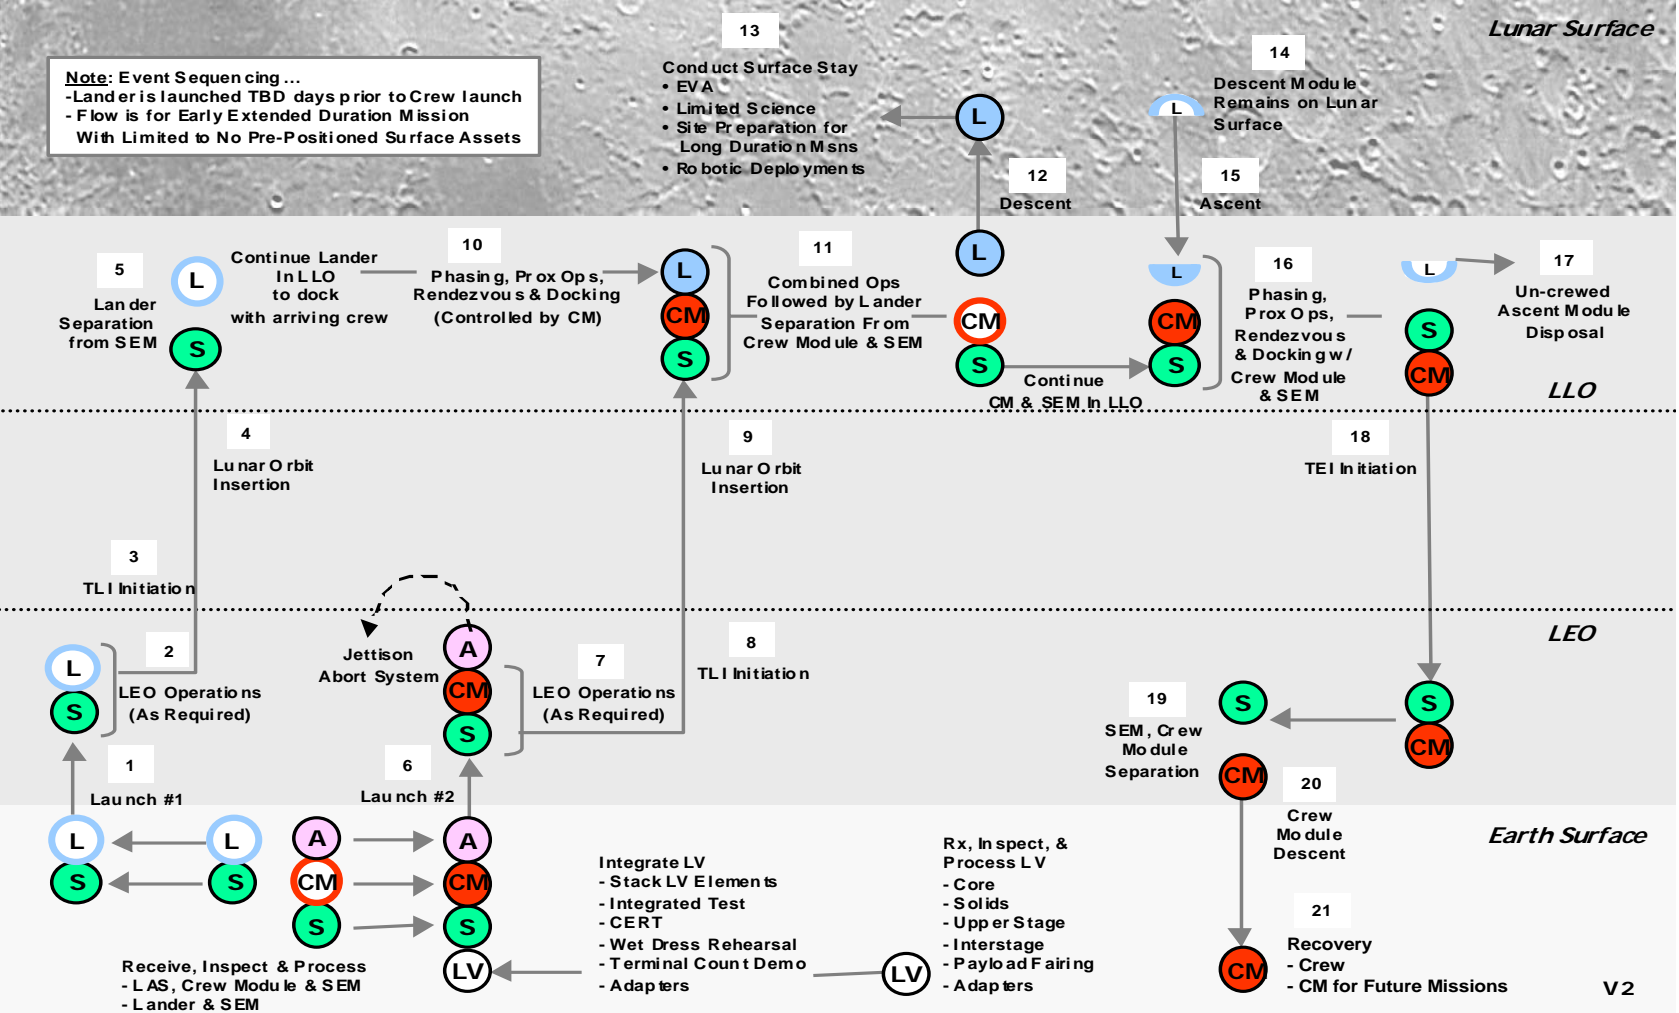 Lunar Surface
Note: Event Sequencing ...
-Lander is launched TBD days prior to Crew launch
- Flow is for Early Extended Duration Mission
With Limited to No Pre-Positioned Surface Assets
13
Conduct Surface Stay
• EVA
• Limited Science
• Site Preparation for
Long Duration Msns
• Robotic Deployments
L
12
Descent
14
Descent Module
Remains on Lunar
Surface
L
15
Ascent
5
Lander
Separation
from SEM
L
S
Continue Lander
In LLO
to dock
with arriving crew
10
Phasing, Prox Ops,
Rendezvous & Docking
(Controlled by CM)
L
CM
S
11
Combined Ops
Followed by Lander
Separation From
Crew Module & SEM
L
CM
S
Continue
CM & SEM In LLO
L
CM
S
16
Phasing,
Prox Ops,
Rendezvous
& Docking w/
Crew Module
& SEM
L
S
CM
17
Un-crewed
Ascent Module
Disposal
LLO
4
Lunar Orbit
Insertion
9
Lunar Orbit
Insertion
18
TEI Initiation
3
TLI Initiation
LEO
L
S
2
LEO Operations
(As Required)
Jettison
Abort System
A
CM
S
7
LEO Operations
(As Required)
8
TLI Initiation
19
SEM, Crew
Module
Separation
S
CM
S
CM
1
Launch #1
6
Launch #2
20
Crew
Module
Descent
Earth Surface
L
S
L
S
A
CM
S
A
CM
S
LV
Receive, Inspect & Process
- LAS, Crew Module & SEM
- Lander & SEM
Integrate LV
- Stack LV Elements
- Integrated Test
- CERT
- Wet Dress Rehearsal
- Terminal Count Demo
- Adapters
LV
Rx, Inspect, &
Process LV
- Core
- Solids
- Upper Stage
- Interstage
- Payload Fairing
- Adapters
CM
21
Recovery
- Crew
- CM for Future Missions
V2